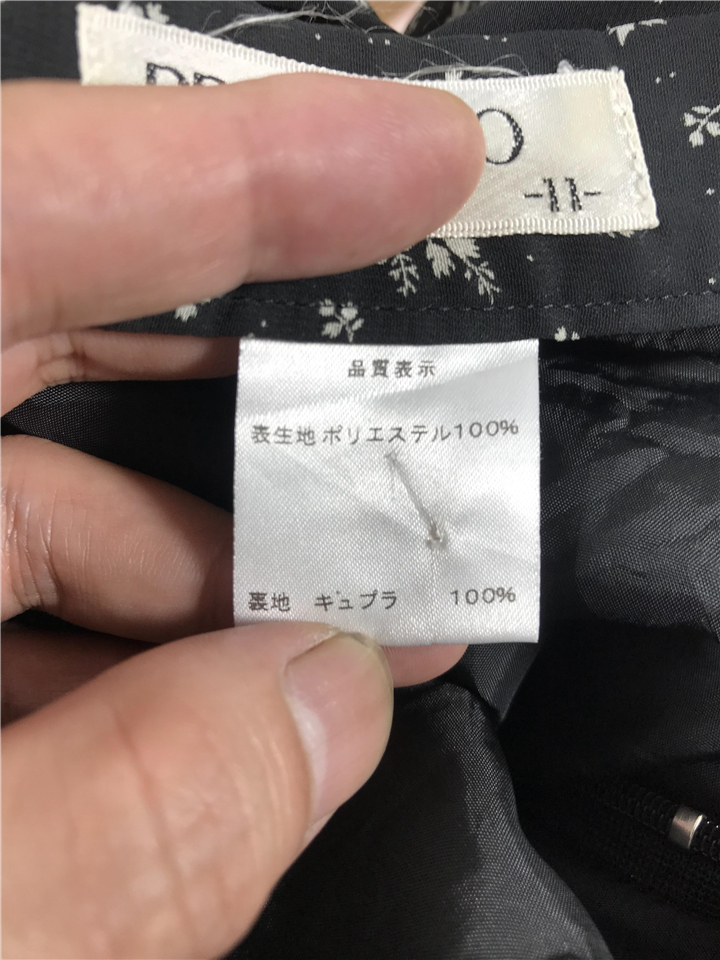 -11-
品質表示
表生地 ポリエステル100%
裏地 キュプラ 100%